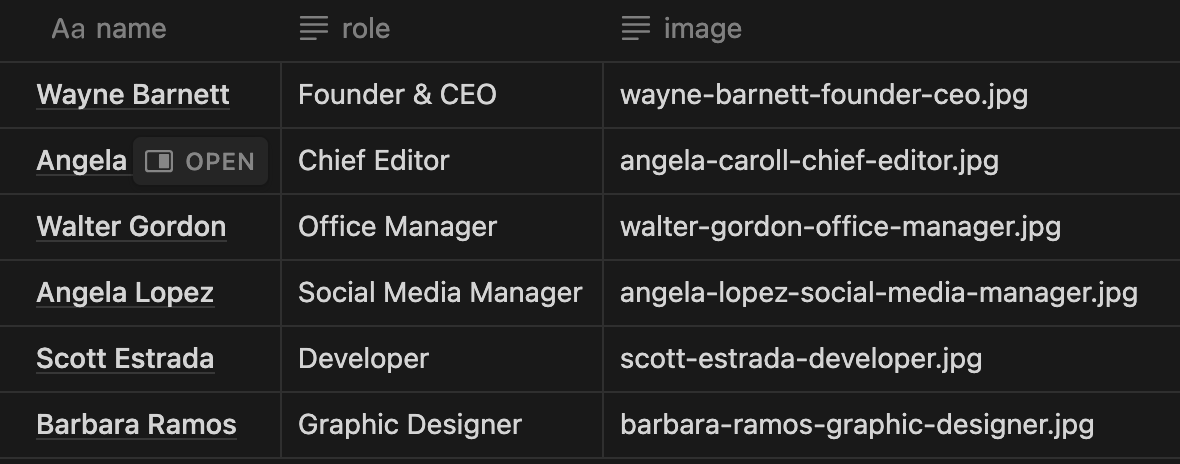 Aa name role image
Wayne Barnett Founder & CEO wayne-barnett-founder-ceo.jpg
Angela OPEN Chief Editor angela-caroll-chief-editor.jpg
Walter Gordon Office Manager walter-gordon-office-manager.jpg
Angela Lopez Social Media Manager angela-lopez-social-media-manager.jpg
Scott Estrada Developer scott-estrada-developer.jpg
Barbara Ramos Graphic Designer barbara-ramos-graphic-designer.jpg